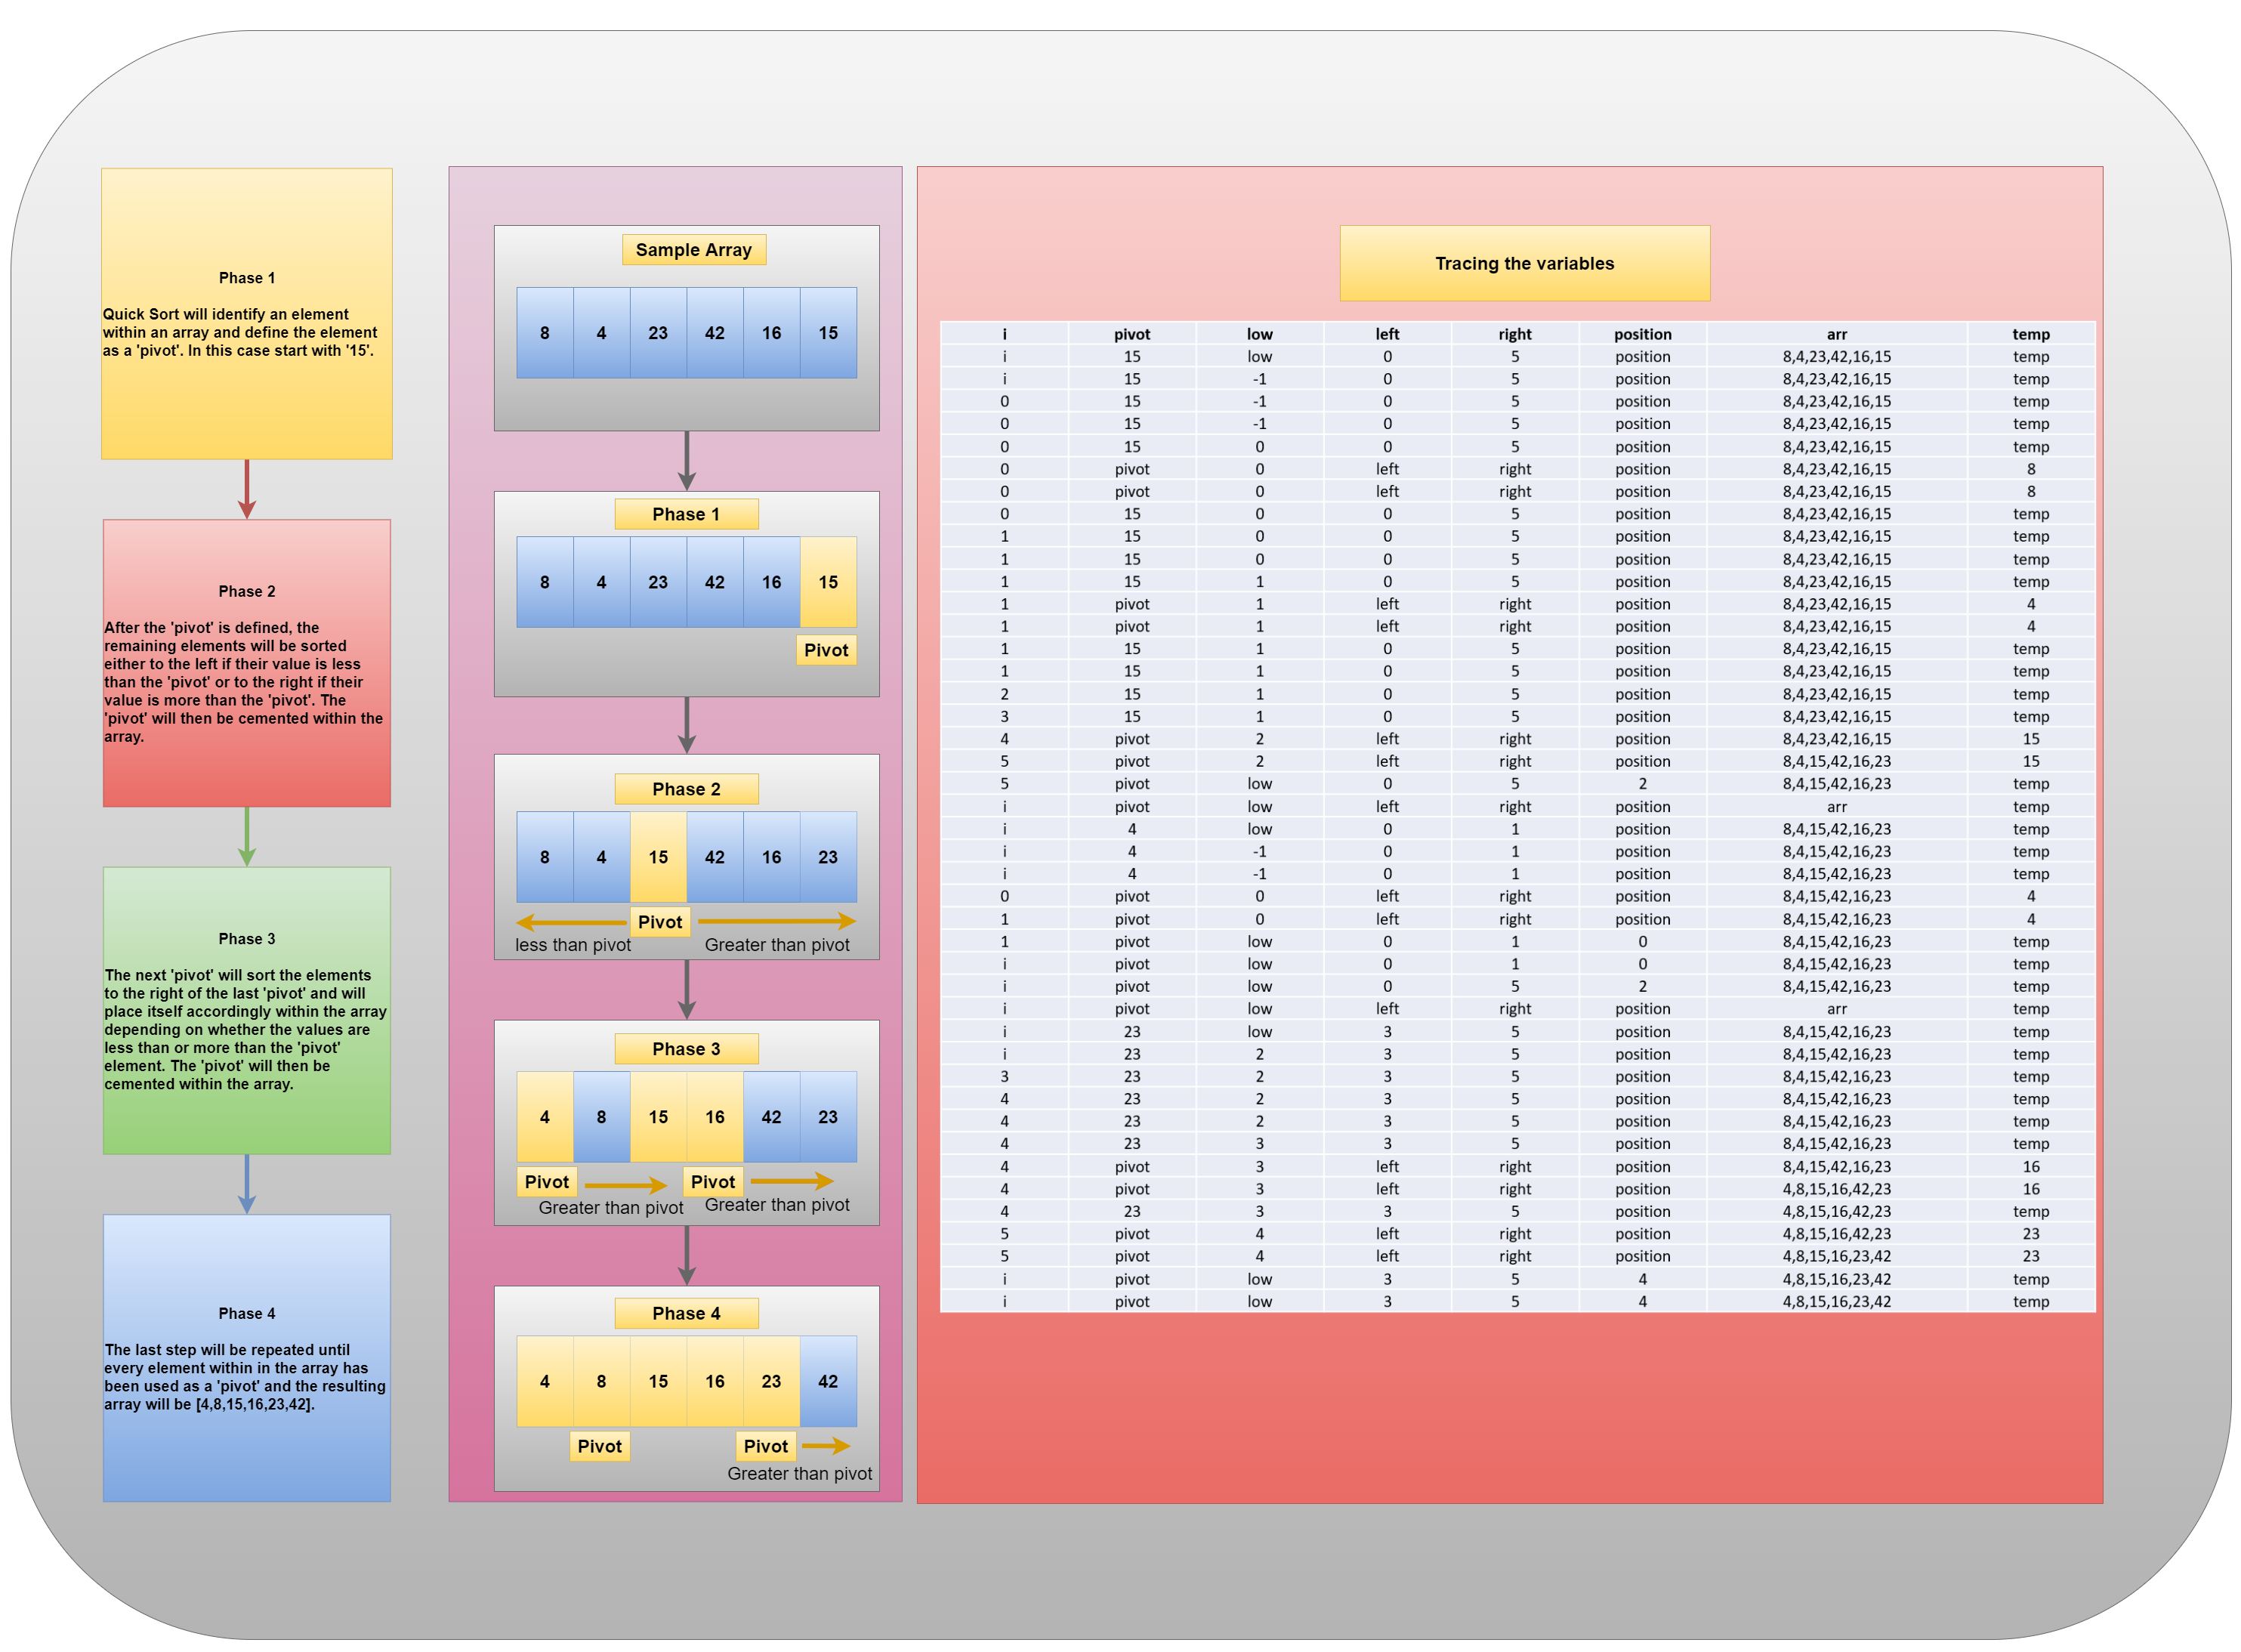 Phase 1
Quick Sort will identify an element
within an array and define the element
as a 'pivot'. In this case start with '15'.
Phase 2
After the 'pivot' is defined, the
remaining elements will be sorted
either to the left if their value is less
than the 'pivot' or to the right if their
value is more than the 'pivot'. The
'pivot' will then be cemented within the
array.
Phase 3
The next 'pivot' will sort the elements
to the right of the last 'pivot' and will
place itself accordingly within the array
depending on whether the values are
less than or more than the 'pivot'
element. The 'pivot' will then be
cemented within the array.
Phase 4
The last step will be repeated until
every element within in the array has
been used as a 'pivot' and the resulting
array will be [4,8,15,16,23,42].
Sample Array
8 4 23 42 16 15
Phase 1
8 4 23 42 16 15
Pivot
Phase 2
8 4 15 42 16 23
Pivot
less than pivot Greater than pivot
Phase 3
4 8 15 16 42 23
Pivot Pivot
Greater than pivot Greater than pivot
Phase 4
4 8 15 16 23 42
Pivot Pivot
Greater than pivot
Tracing the variables
i pivot low left right position arr temp
i 15 low 0 5 position 8,4,23,42,16,15 temp
i 15 -1 0 5 position 8,4,23,42,16,15 temp
0 15 -1 0 5 position 8,4,23,42,16,15 temp
0 15 -1 0 5 position 8,4,23,42,16,15 temp
0 15 0 0 5 position 8,4,23,42,16,15 temp
0 pivot 0 left right position 8,4,23,42,16,15 8
0 pivot 0 left right position 8,4,23,42,16,15 8
0 15 0 0 5 position 8,4,23,42,16,15 temp
1 15 0 0 5 position 8,4,23,42,16,15 temp
1 15 0 0 5 position 8,4,23,42,16,15 temp
1 15 1 0 5 position 8,4,23,42,16,15 temp
1 pivot 1 left right position 8,4,23,42,16,15 4
1 pivot 1 left right position 8,4,23,42,16,15 4
1 15 1 0 5 position 8,4,23,42,16,15 temp
1 15 1 0 5 position 8,4,23,42,16,15 temp
2 15 1 0 5 position 8,4,23,42,16,15 temp
3 15 1 0 5 position 8,4,23,42,16,15 temp
4 pivot 2 left right position 8,4,23,42,16,15 15
5 pivot 2 left right position 8,4,15,42,16,23 15
5 pivot low 0 5 2 8,4,15,42,16,23 temp
i pivot low left right position arr temp
i 4 low 0 1 position 8,4,15,42,16,23 temp
i 4 -1 0 1 position 8,4,15,42,16,23 temp
i 4 -1 0 1 position 8,4,15,42,16,23 temp
0 pivot 0 left right position 8,4,15,42,16,23 4
1 pivot 0 left right position 8,4,15,42,16,23 4
1 pivot low 0 1 0 8,4,15,42,16,23 temp
i pivot low 0 1 0 8,4,15,42,16,23 temp
i pivot low 0 5 2 8,4,15,42,16,23 temp
i pivot low left right position arr temp
i 23 low 3 5 position 8,4,15,42,16,23 temp
i 23 2 3 5 position 8,4,15,42,16,23 temp
3 23 2 3 5 position 8,4,15,42,16,23 temp
4 23 2 3 5 position 8,4,15,42,16,23 temp
4 23 2 3 5 position 8,4,15,42,16,23 temp
4 23 3 3 5 position 8,4,15,42,16,23 temp
4 pivot 3 left right position 8,4,15,42,16,23 16
4 pivot 3 left right position 4,8,15,16,42,23 16
4 23 3 3 5 position 4,8,15,16,42,23 temp
5 pivot 4 left right position 4,8,15,16,42,23 23
5 pivot 4 left right position 4,8,15,16,23,42 23
i pivot low 3 5 4 4,8,15,16,23,42 temp
i pivot low 3 5 4 4,8,15,16,23,42 temp